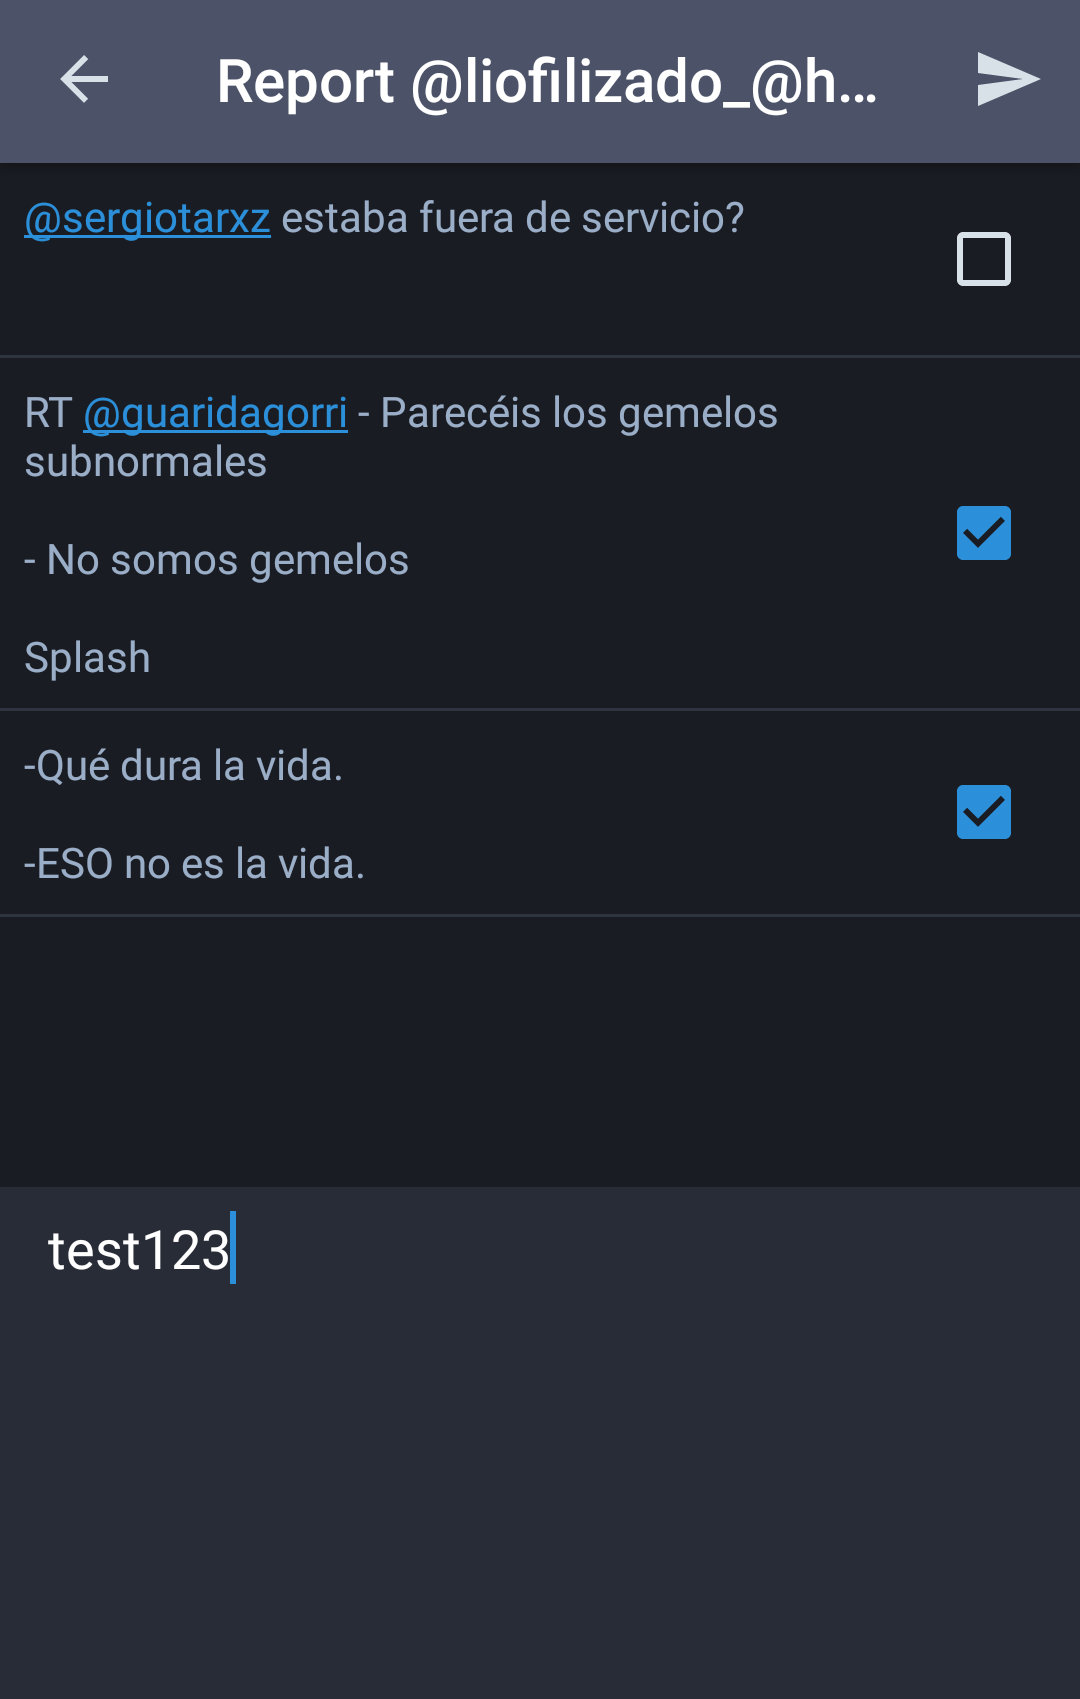 Report @liofilizado_@h...
@sergiotarxz estaba fuera de servicio?
RT @guaridagorri - Parecéis los gemelos
subnormales
- No somos gemelos
Splash
-Qué dura la vida.
-ESO no es la vida.
test123